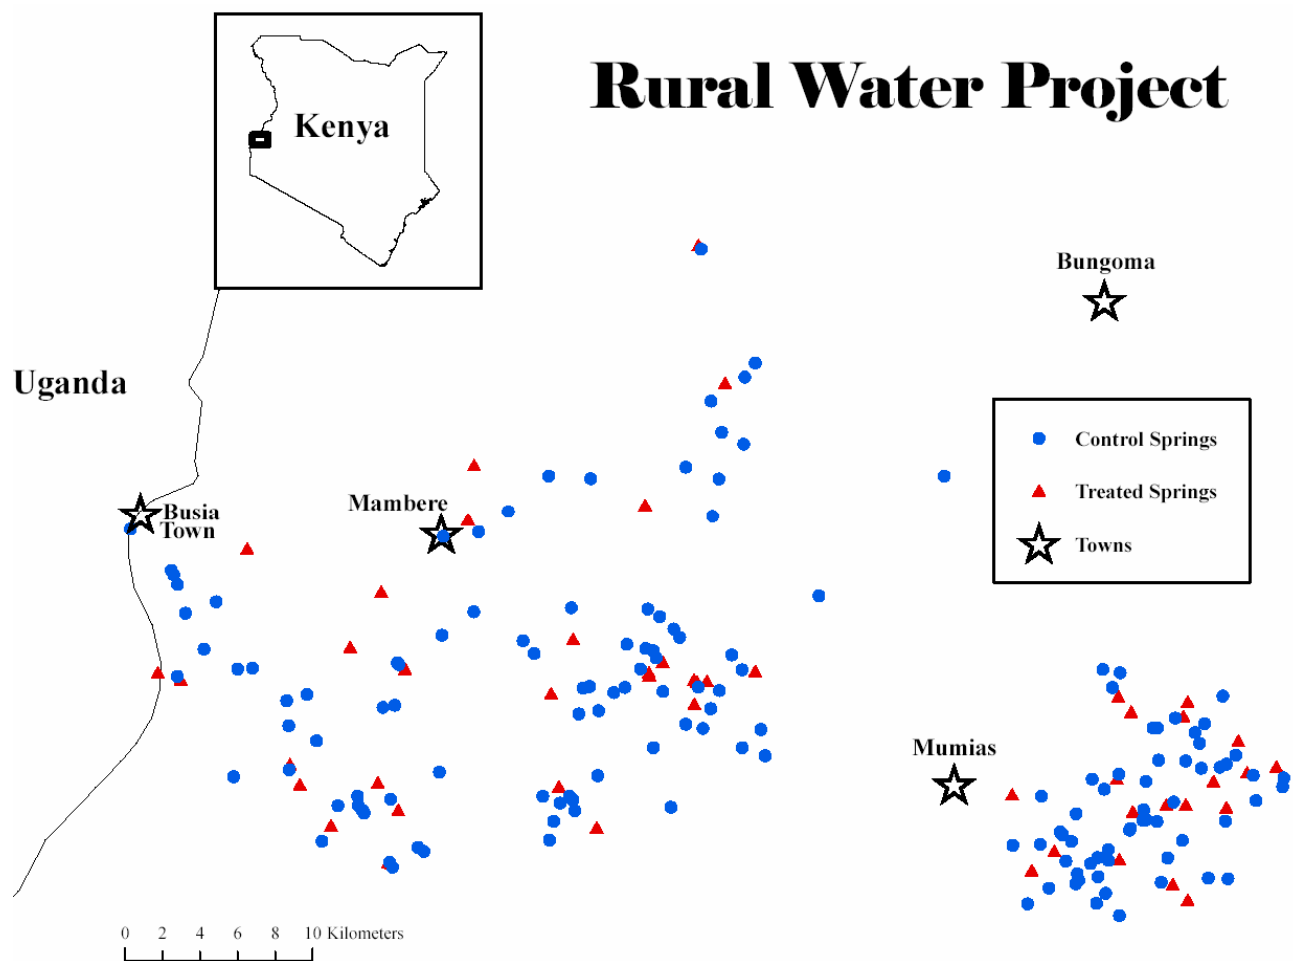 Rural Water Project
Kenya
Bungoma
Uganda
Control Springs
Treated Springs
Towns
Mambere
Busia
Town
Mumias
0 2 4 6 8 10 Kilometers